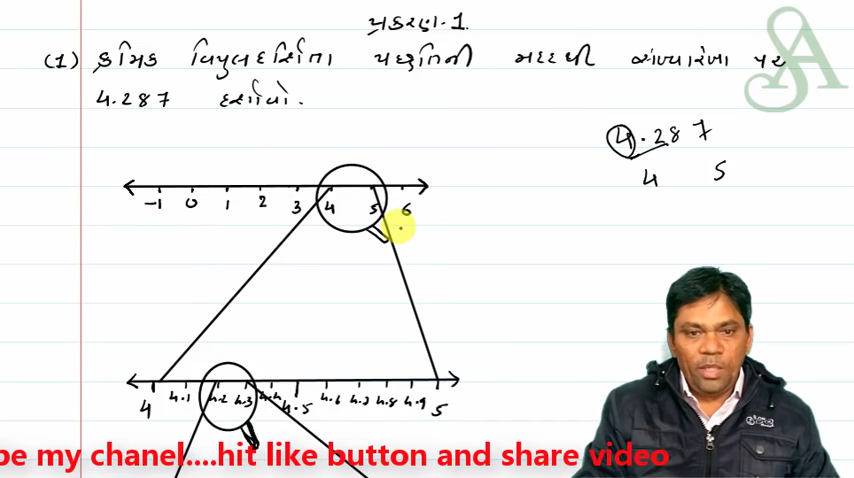 પ્રકરણ-1.
(1) ક્રમિક વિપુલદર્શિતા પદ્ધતિની મદદથી સંખ્યારેખા પર
4.287 દર્શાવો.
4.287
4 5
-1 0 1 2 3 4 5 6
4 4.1 4.2 4.3 4.4 4.5 4.6 4.7 4.8 4.9 5
be my chanel....hit like button and share video